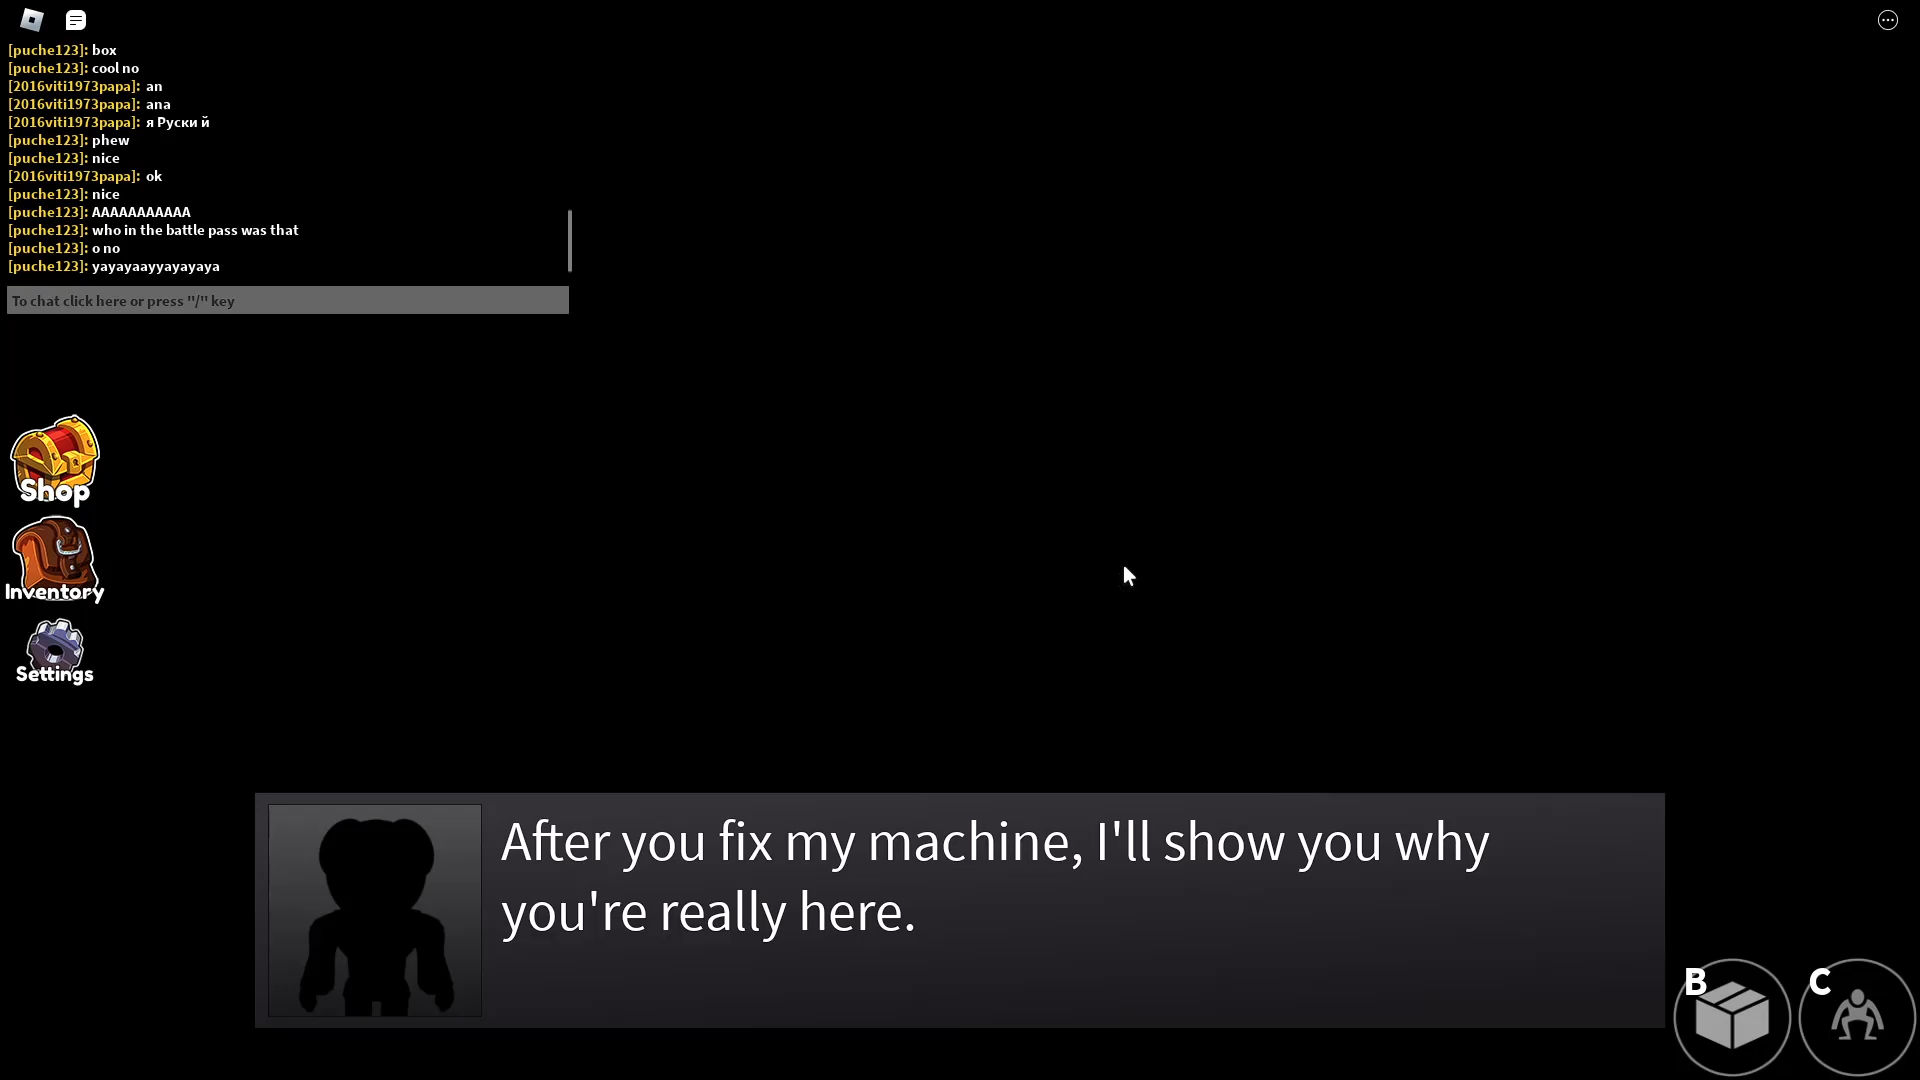 [puche123]: box
[puche123]: cool no
[2016viti1973papa]: an
[2016viti1973papa]: ana
[2016viti1973papa]: я Руски й
[puche123]: phew
[puche123]: nice
[2016viti1973papa]: ok
[puche123]: nice
[puche123]: AAAAAAAAAAA
[puche123]: who in the battle pass was that
[puche123]: o no
[puche123]: yayayaayyayayaya
To chat click here or press "/" key
Shop
Inventory
Settings
After you fix my machine, I'll show you why
you're really here.
B
C